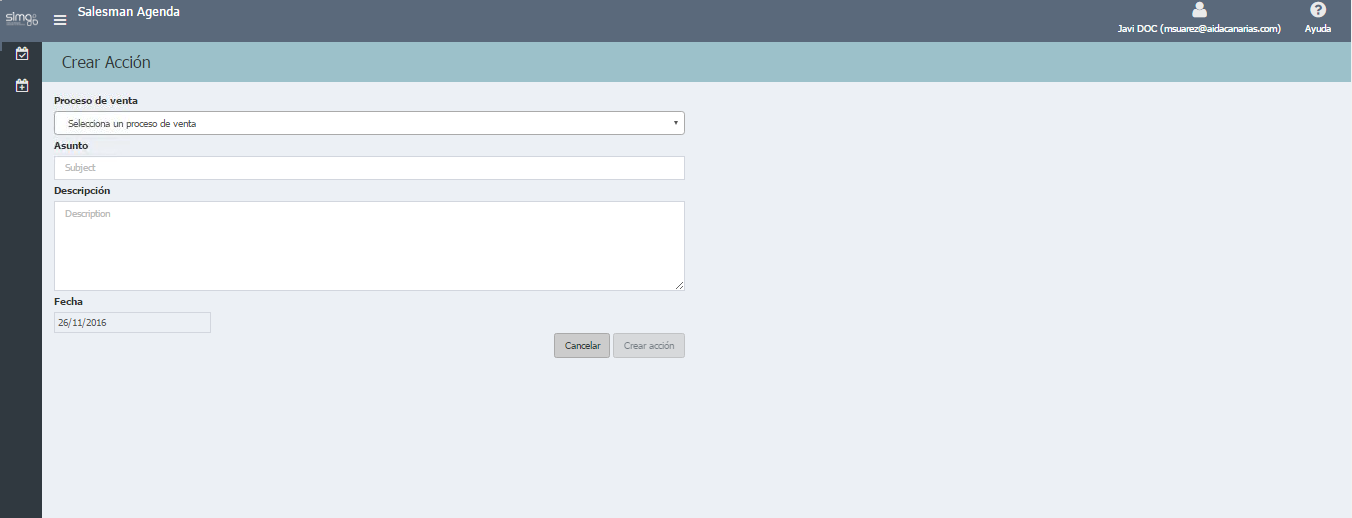 simo
go
Salesman Agenda
Javi DOC (msuarez@aidacanarias.com)
Ayuda
Crear Acción
Proceso de venta
Selecciona un proceso de venta
Asunto
Subject
Descripción
Description
Fecha
26/11/2016
Cancelar
Crear acción